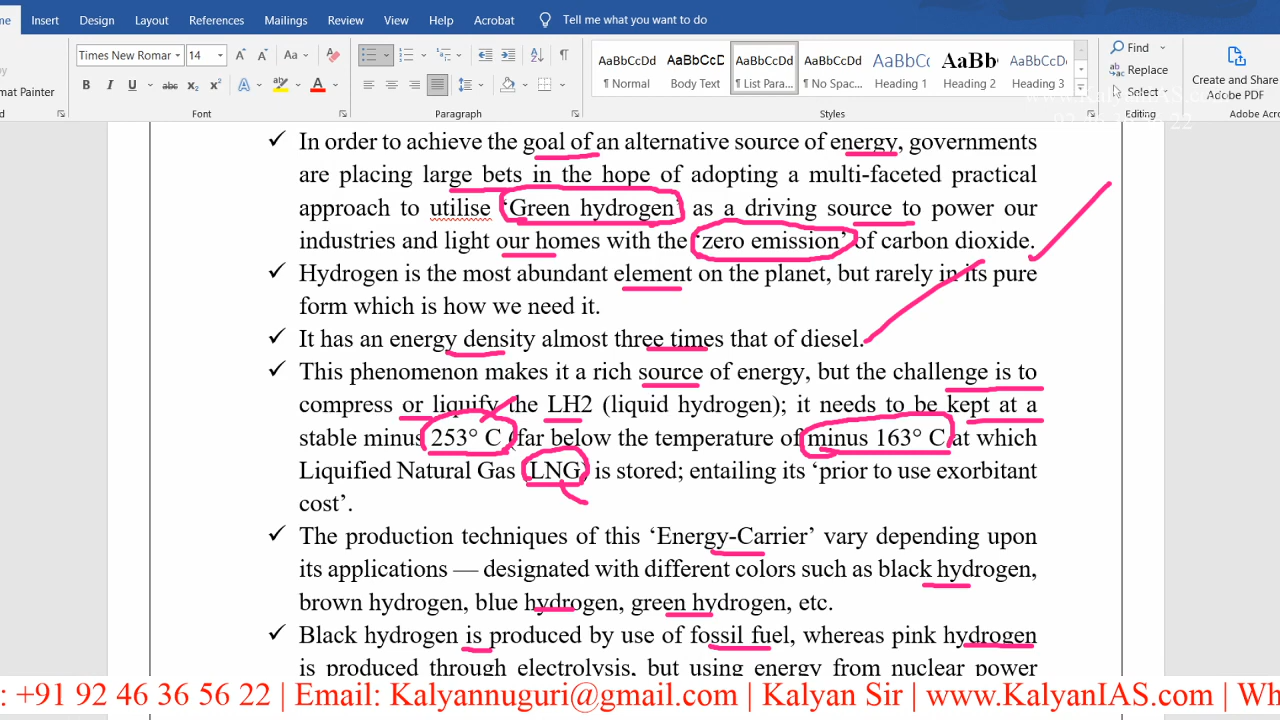 me Insert Design Layout References Mailings Review View Help Acrobat Tell me what you want to do
Times New Romar 14 A A Aa
AaBbCcDd AaBbCcD AaBbCcDd AaBbCcDd AaBbCc AaBb AaBbCcD
Find
Replace
Select
¶ Normal Body Text ¶ List Para... ¶ No Spac... Heading 1 Heading 2 Heading 3
Create and Share
Adobe PDF
B I U abc x₂ x² A A
mat Painter
Font Paragraph Styles Editing Adobe Acro
www.KalyanIAS.com
In order to achieve the goal of an alternative source of energy, governments
are placing large bets in the hope of adopting a multi-faceted practical
approach to utilise ‘Green hydrogen’ as a driving source to power our
industries and light our homes with the ‘zero emission’ of carbon dioxide.
Hydrogen is the most abundant element on the planet, but rarely in its pure
form which is how we need it.
It has an energy density almost three times that of diesel.
This phenomenon makes it a rich source of energy, but the challenge is to
compress or liquify the LH2 (liquid hydrogen); it needs to be kept at a
stable minus 253° C (far below the temperature of minus 163° C at which
Liquified Natural Gas (LNG) is stored; entailing its ‘prior to use exorbitant
cost’.
The production techniques of this ‘Energy-Carrier’ vary depending upon
its applications — designated with different colors such as black hydrogen,
brown hydrogen, blue hydrogen, green hydrogen, etc.
Black hydrogen is produced by use of fossil fuel, whereas pink hydrogen
is produced through electrolysis, but using energy from nuclear power
: +91 92 46 36 56 22 | Email: Kalyannuguri@gmail.com | Kalyan Sir | www.KalyanIAS.com | Wh